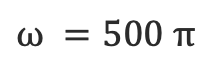 ω = 500 π